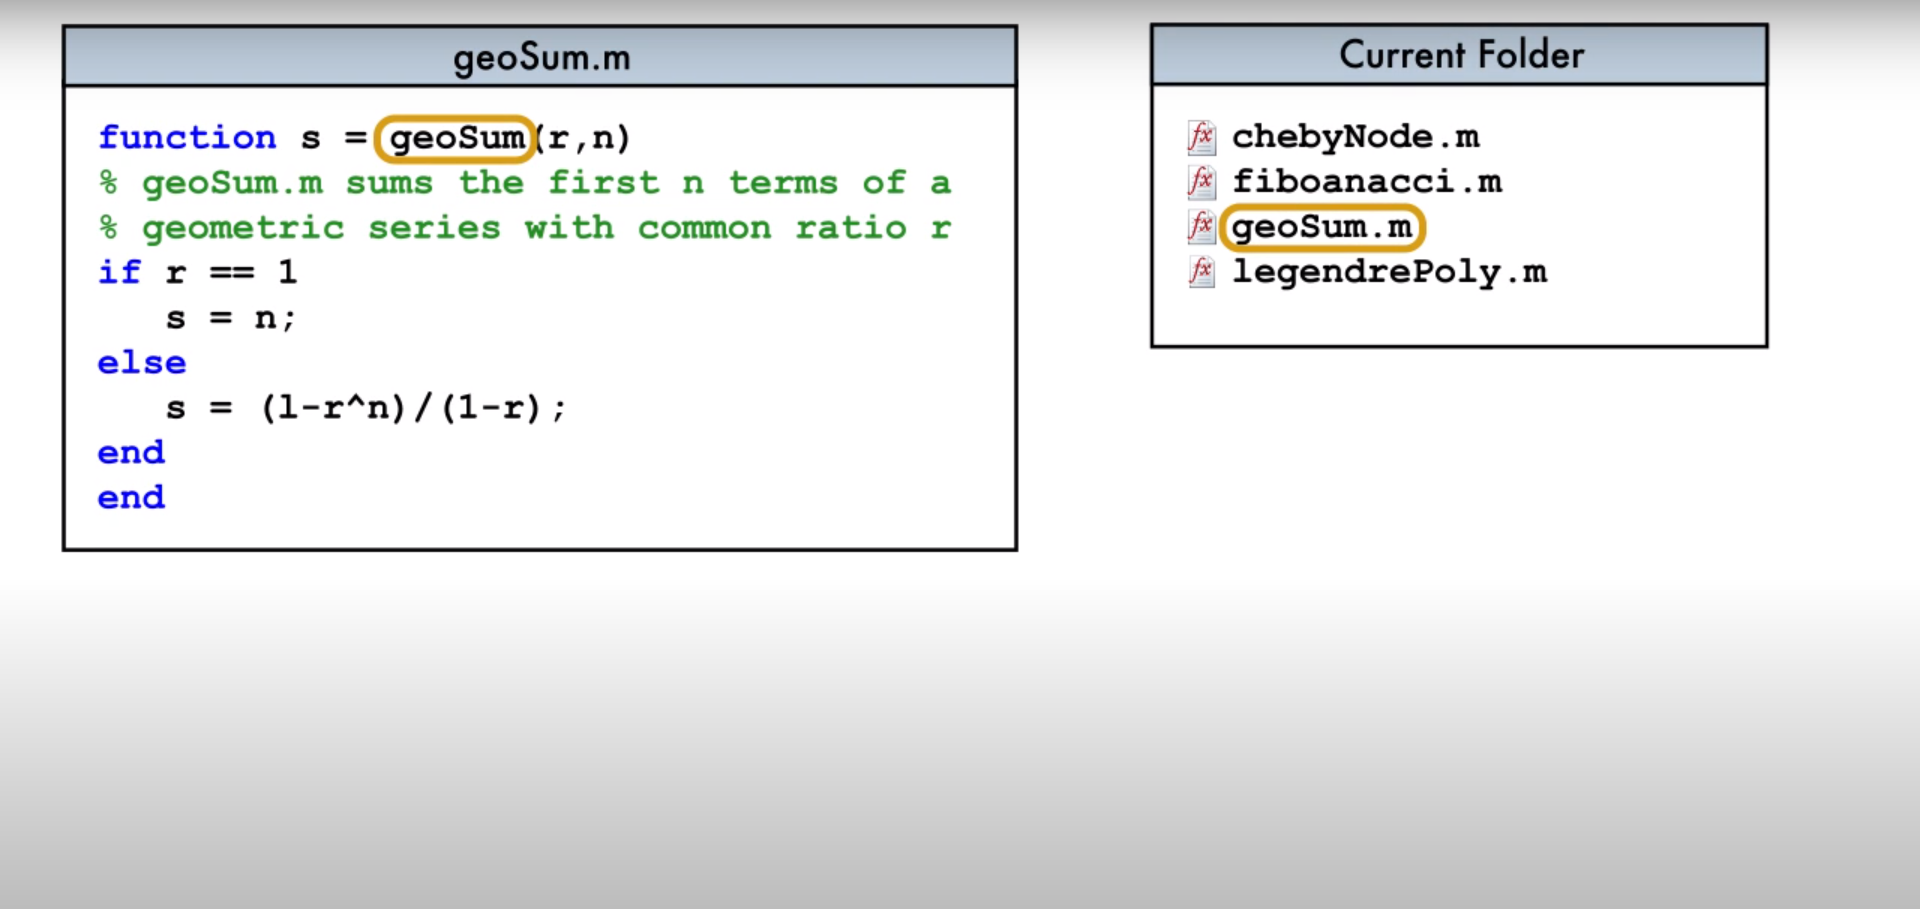 geoSum.m
function s = geoSum(r,n)
% geoSum.m sums the first n terms of a
% geometric series with common ratio r
if r == 1
s = n;
else
s = (1-r^n)/(1-r);
end
end
Current Folder
chebyNode.m
fiboanacci.m
geoSum.m
legendrePoly.m